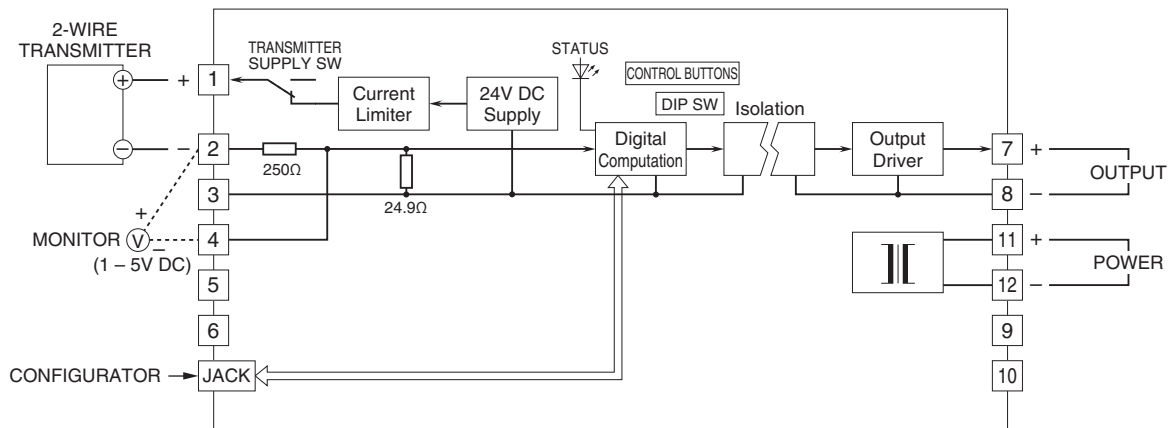 2-WIRE
TRANSMITTER
+
−
+
−
1
2
3
4
5
6
JACK
TRANSMITTER
SUPPLY SW
Current
Limiter
24V DC
Supply
250Ω
24.9Ω
STATUS
CONTROL BUTTONS
DIP SW
Isolation
Digital
Computation
Output
Driver
7
8
11
12
9
10
+
−
OUTPUT
+
−
POWER
+
MONITOR V −
(1 – 5V DC)
CONFIGURATOR